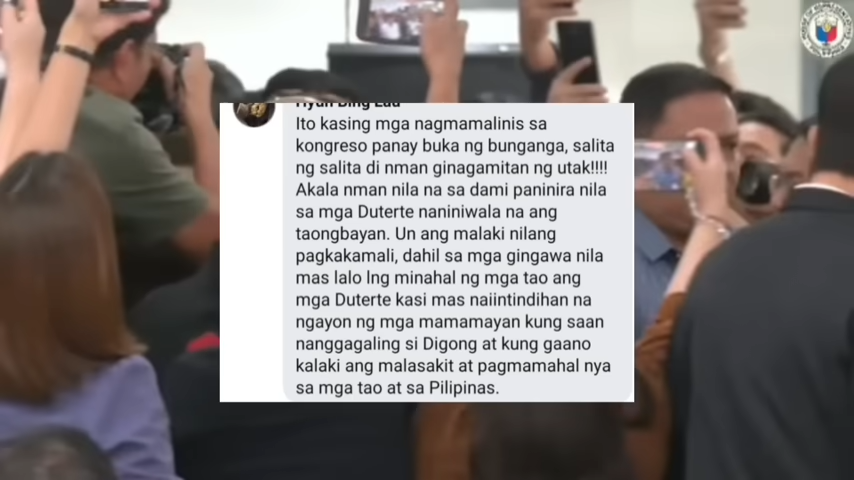 Ito kasing mga nagmamalinis sa
kongreso panay buka ng bunganga, salita
ng salita di nman ginagamitan ng utak!!!!
Akala nman nila na sa dami paninira nila
sa mga Duterte naniniwala na ang
taongbayan. Un ang malaki nilang
pagkakamali, dahil sa mga gingawa nila
mas lalo lng minahal ng mga tao ang
mga Duterte kasi mas naiintindihan na
ngayon ng mga mamamayan kung saan
nanggagaling si Digong at kung gaano
kalaki ang malasakit at pagmamahal nya
sa mga tao at sa Pilipinas.